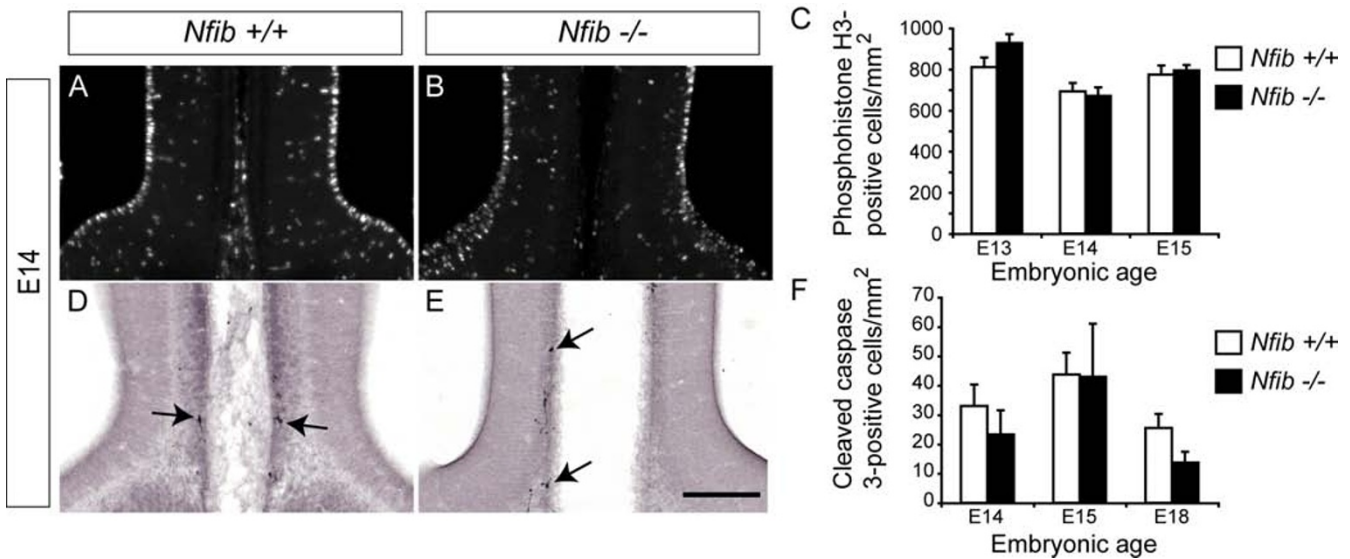 Nfib +/+
Nfib -/-
E14
A
B
D
E
C
Phosphohistone H3-
positive cells/mm2
1000
800
600
400
200
0
E13
E14
E15
Embryonic age
Nfib +/+
Nfib -/-
F
Cleaved caspase
3-positive cells/mm2
70
60
50
40
30
20
10
0
E14
E15
E18
Embryonic age
Nfib +/+
Nfib -/-